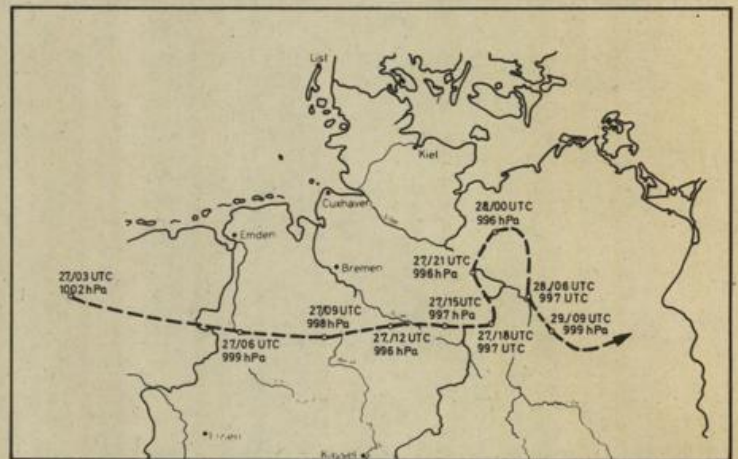 List
Kiel
Cuxhaven
Emden
Bremen
28./00 UTC
996 hPa
27./21 UTC
996 hPa
27./03 UTC
1002 hPa
28./06 UTC
997 UTC
27./09 UTC
998 hPa
27./15 UTC
997 hPa
29./09 UTC
999 hPa
27./06 UTC
999 hPa
27./12 UTC
996 hPa
27./18 UTC
997 UTC